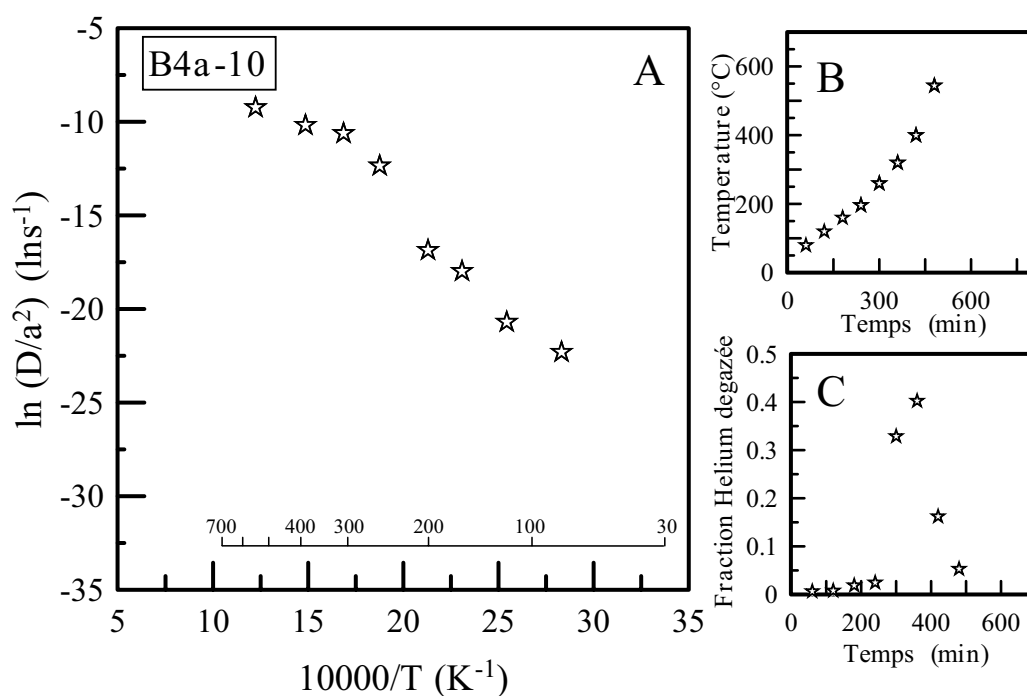 B4a-10
A
-5
-10
-15
-20
-25
-30
-35
ln (D/a²) (lns⁻¹)
700 400 300 200 100 30
5 10 15 20 25 30 35
10000/T (K⁻¹)
B
Temperature (°C)
600
400
200
0
0 300 600
Temps (min)
C
Fraction Helium degazée
0.5
0.4
0.3
0.2
0.1
0
0 200 400 600
Temps (min)